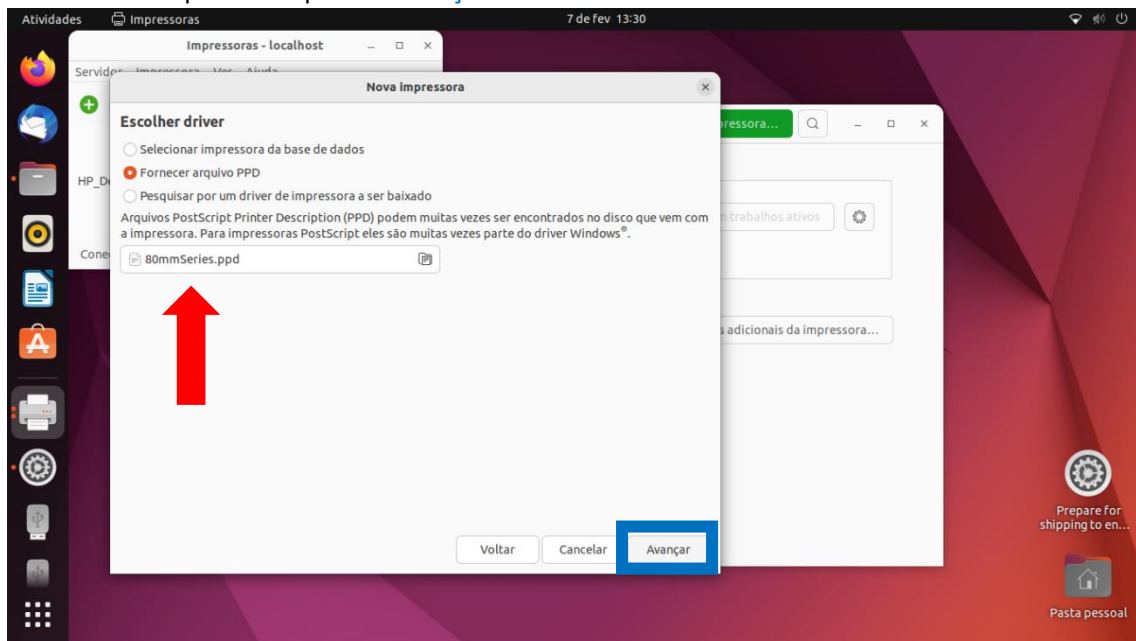 Atividades Impressoras 7 de fev 13:30
Impressoras - localhost
Nova impressora
Escolher driver
Selecionar impressora da base de dados
Fornecer arquivo PPD
Pesquisar por um driver de impressora a ser baixado
Arquivos PostScript Printer Description (PPD) podem muitas vezes ser encontrados no disco que vem com
a impressora. Para impressoras PostScript eles são muitas vezes parte do driver Windows®.
80mmSeries.ppd
Voltar Cancelar Avançar
HP_De
Cone
ressora...
trabalhos ativos
s adicionais da impressora...
Prepare for
shipping to en...
Pasta pessoal